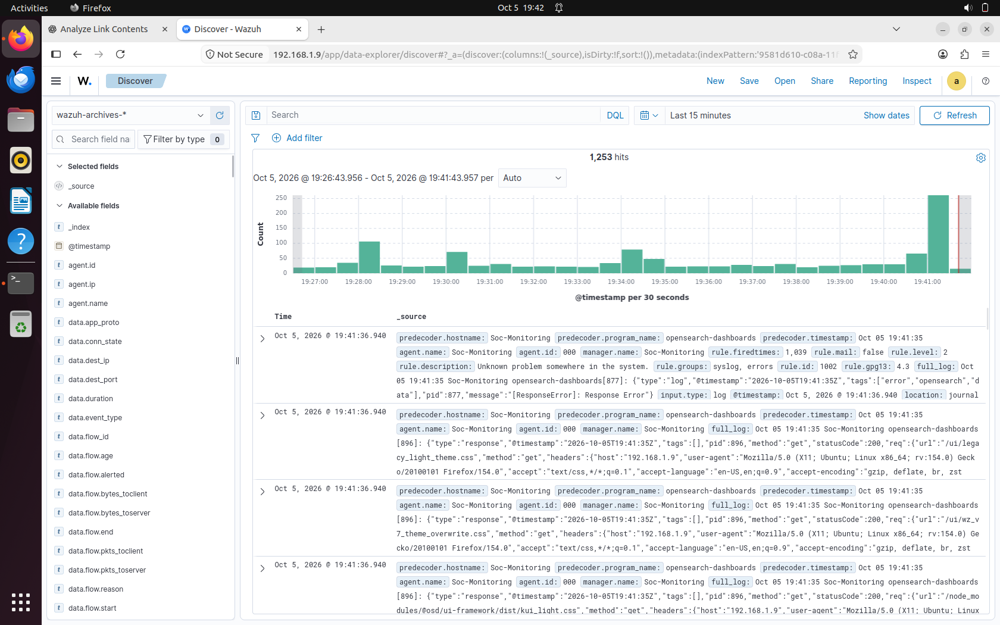 Activities
Firefox
Oct 5 19:42
Analyze Link Contents
Discover - Wazuh
Not Secure
192.168.1.9/app/data-explorer/discover#?_a=(discover:(columns:!(_source),isDirty:!f,sort:!()),metadata:(indexPattern:'9581d610-c08a-11
W.
Discover
New
Save
Open
Share
Reporting
Inspect
a
wazuh-archives-*
Search
DQL
Last 15 minutes
Show dates
Refresh
Search field na
Filter by type 0
Add filter
Selected fields
_source
Available fields
_index
@timestamp
agent.id
agent.ip
agent.name
data.app_proto
data.conn_state
data.dest_ip
data.dest_port
data.duration
data.event_type
data.flow_id
data.flow.age
data.flow.alerted
data.flow.bytes_toclient
data.flow.bytes_toserver
data.flow.end
data.flow.pkts_toclient
data.flow.pkts_toserver
data.flow.reason
data.flow.start
1,253 hits
Oct 5, 2026 @ 19:26:43.956 - Oct 5, 2026 @ 19:41:43.957 per Auto
250
200
150
100
50
0
Count
19:27:00 19:28:00 19:29:00 19:30:00 19:31:00 19:32:00 19:33:00 19:34:00 19:35:00 19:36:00 19:37:00 19:38:00 19:39:00 19:40:00 19:41:00
@timestamp per 30 seconds
Time _source
Oct 5, 2026 @ 19:41:36.940 predecoder.hostname: Soc-Monitoring predecoder.program_name: opensearch-dashboards predecoder.timestamp: Oct 05 19:41:35
agent.name: Soc-Monitoring agent.id: 000 manager.name: Soc-Monitoring rule.firedtimes: 1,039 rule.mail: false rule.level: 2
rule.description: Unknown problem somewhere in the system. rule.groups: syslog, errors rule.id: 1002 rule.gpg13: 4.3 full_log: Oct
05 19:41:35 Soc-Monitoring opensearch-dashboards[877]: {"type":"log","@timestamp":"2026-10-05T19:41:35Z","tags":["error","opensearch","d
ata"],"pid":877,"message":"[ResponseError]: Response Error"} input.type: log @timestamp: Oct 5, 2026 @ 19:41:36.940 location: journal
Oct 5, 2026 @ 19:41:36.940 predecoder.hostname: Soc-Monitoring predecoder.program_name: opensearch-dashboards predecoder.timestamp: Oct 05 19:41:35
agent.name: Soc-Monitoring agent.id: 000 manager.name: Soc-Monitoring full_log: Oct 05 19:41:35 Soc-Monitoring opensearch-dashboards
[896]: {"type":"response","@timestamp":"2026-10-05T19:41:35Z","tags":[],"pid":896,"method":"get","statusCode":200,"req":{"url":"/ui/lega
cy_light_theme.css","method":"get","headers":{"host":"192.168.1.9","user-agent":"Mozilla/5.0 (X11; Ubuntu; Linux x86_64; rv:154.0) Geck
o/20100101 Firefox/154.0","accept":"text/css,*/*;q=0.1","accept-language":"en-US,en;q=0.9","accept-encoding":"gzip, deflate, br, zst
Oct 5, 2026 @ 19:41:36.940 predecoder.hostname: Soc-Monitoring predecoder.program_name: opensearch-dashboards predecoder.timestamp: Oct 05 19:41:35
agent.name: Soc-Monitoring agent.id: 000 manager.name: Soc-Monitoring full_log: Oct 05 19:41:35 Soc-Monitoring opensearch-dashboards
[896]: {"type":"response","@timestamp":"2026-10-05T19:41:35Z","tags":[],"pid":896,"method":"get","statusCode":200,"req":{"url":"/ui/wz_v
7_theme_overwrite.css","method":"get","headers":{"host":"192.168.1.9","user-agent":"Mozilla/5.0 (X11; Ubuntu; Linux x86_64; rv:154.0) Ge
cko/20100101 Firefox/154.0","accept":"text/css,*/*;q=0.1","accept-language":"en-US,en;q=0.9","accept-encoding":"gzip, deflate, br, zst
Oct 5, 2026 @ 19:41:36.940 predecoder.hostname: Soc-Monitoring predecoder.program_name: opensearch-dashboards predecoder.timestamp: Oct 05 19:41:35
agent.name: Soc-Monitoring agent.id: 000 manager.name: Soc-Monitoring full_log: Oct 05 19:41:35 Soc-Monitoring opensearch-dashboards
[896]: {"type":"response","@timestamp":"2026-10-05T19:41:35Z","tags":[],"pid":896,"method":"get","statusCode":200,"req":{"url":"/node_mo
dules/@osd/ui-framework/dist/kui_light.css","method":"get","headers":{"host":"192.168.1.9","user-agent":"Mozilla/5.0 (X11; Ubuntu; Linux